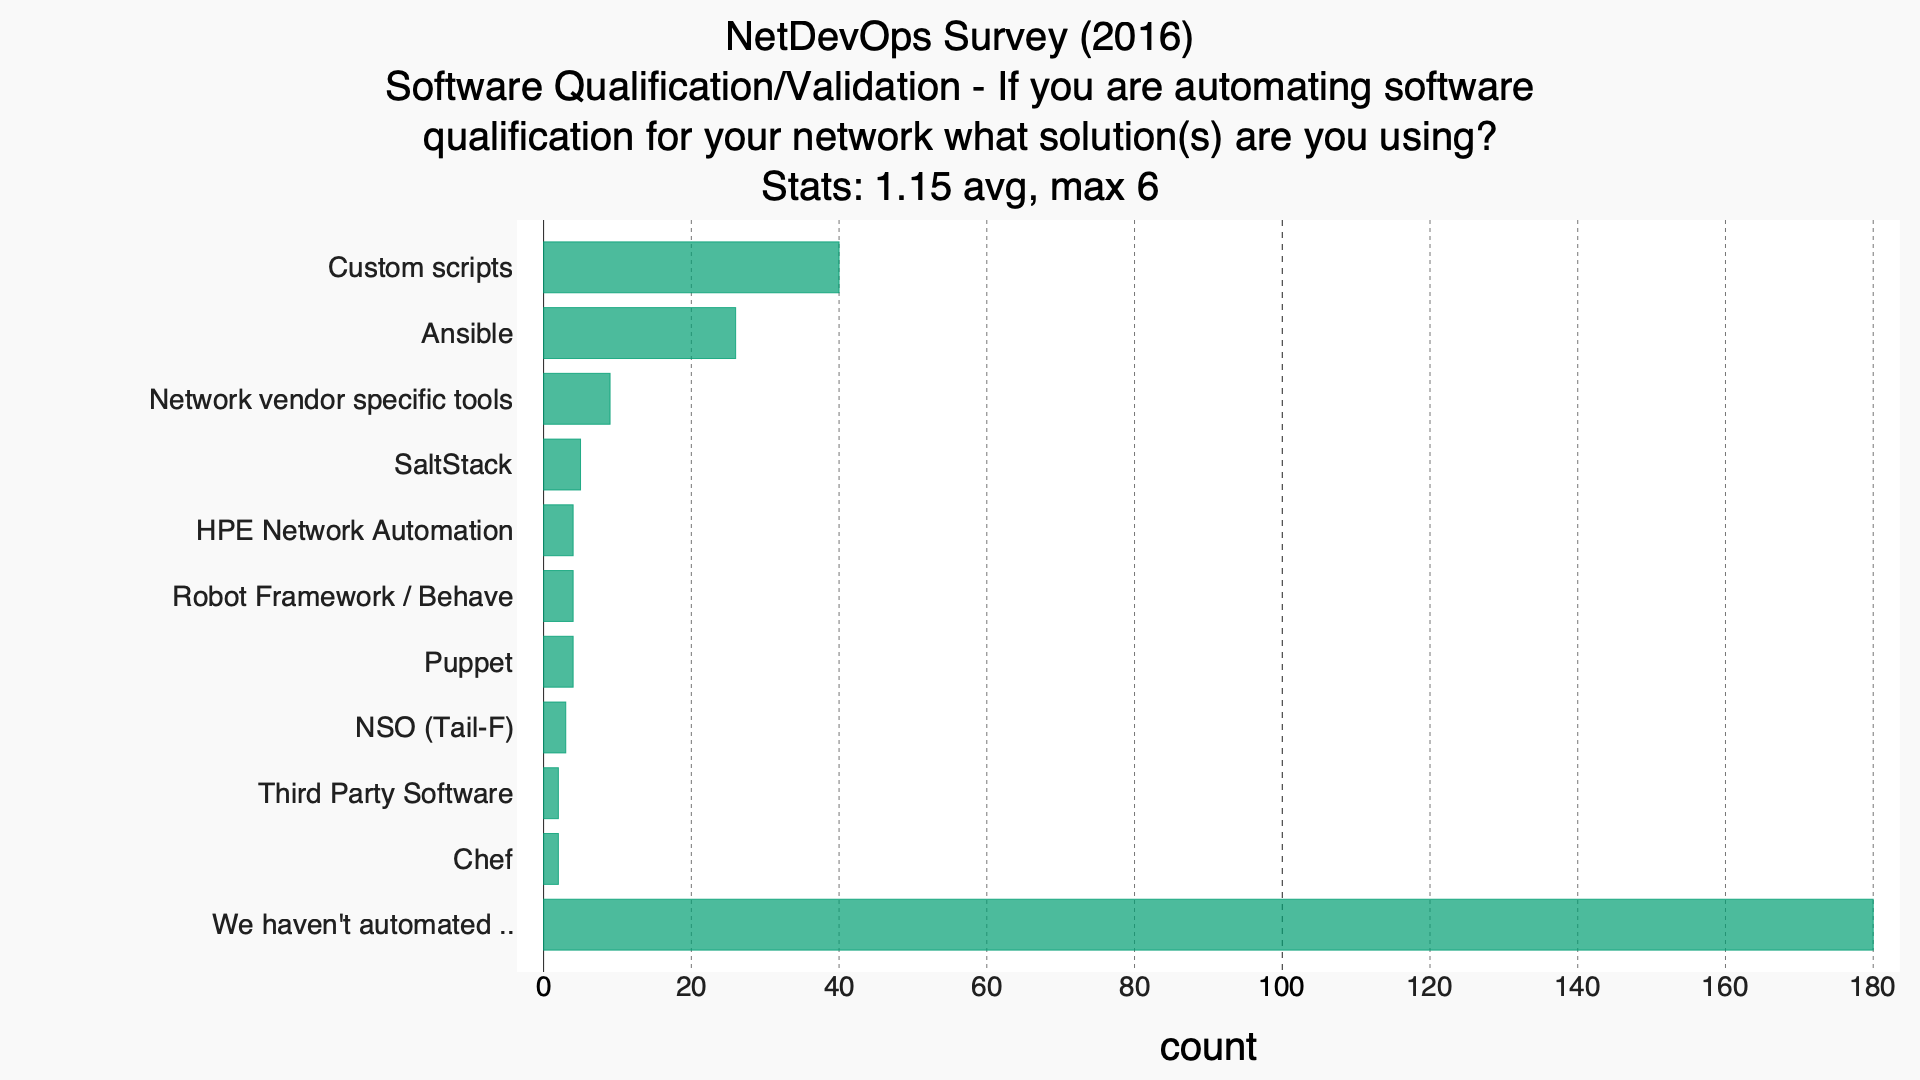 NetDevOps Survey (2016)
Software Qualification/Validation - If you are automating software
qualification for your network what solution(s) are you using?
Stats: 1.15 avg, max 6
Custom scripts
Ansible
Network vendor specific tools
SaltStack
HPE Network Automation
Robot Framework / Behave
Puppet
NSO (Tail-F)
Third Party Software
Chef
We haven't automated ..
0 20 40 60 80 100 120 140 160 180
count